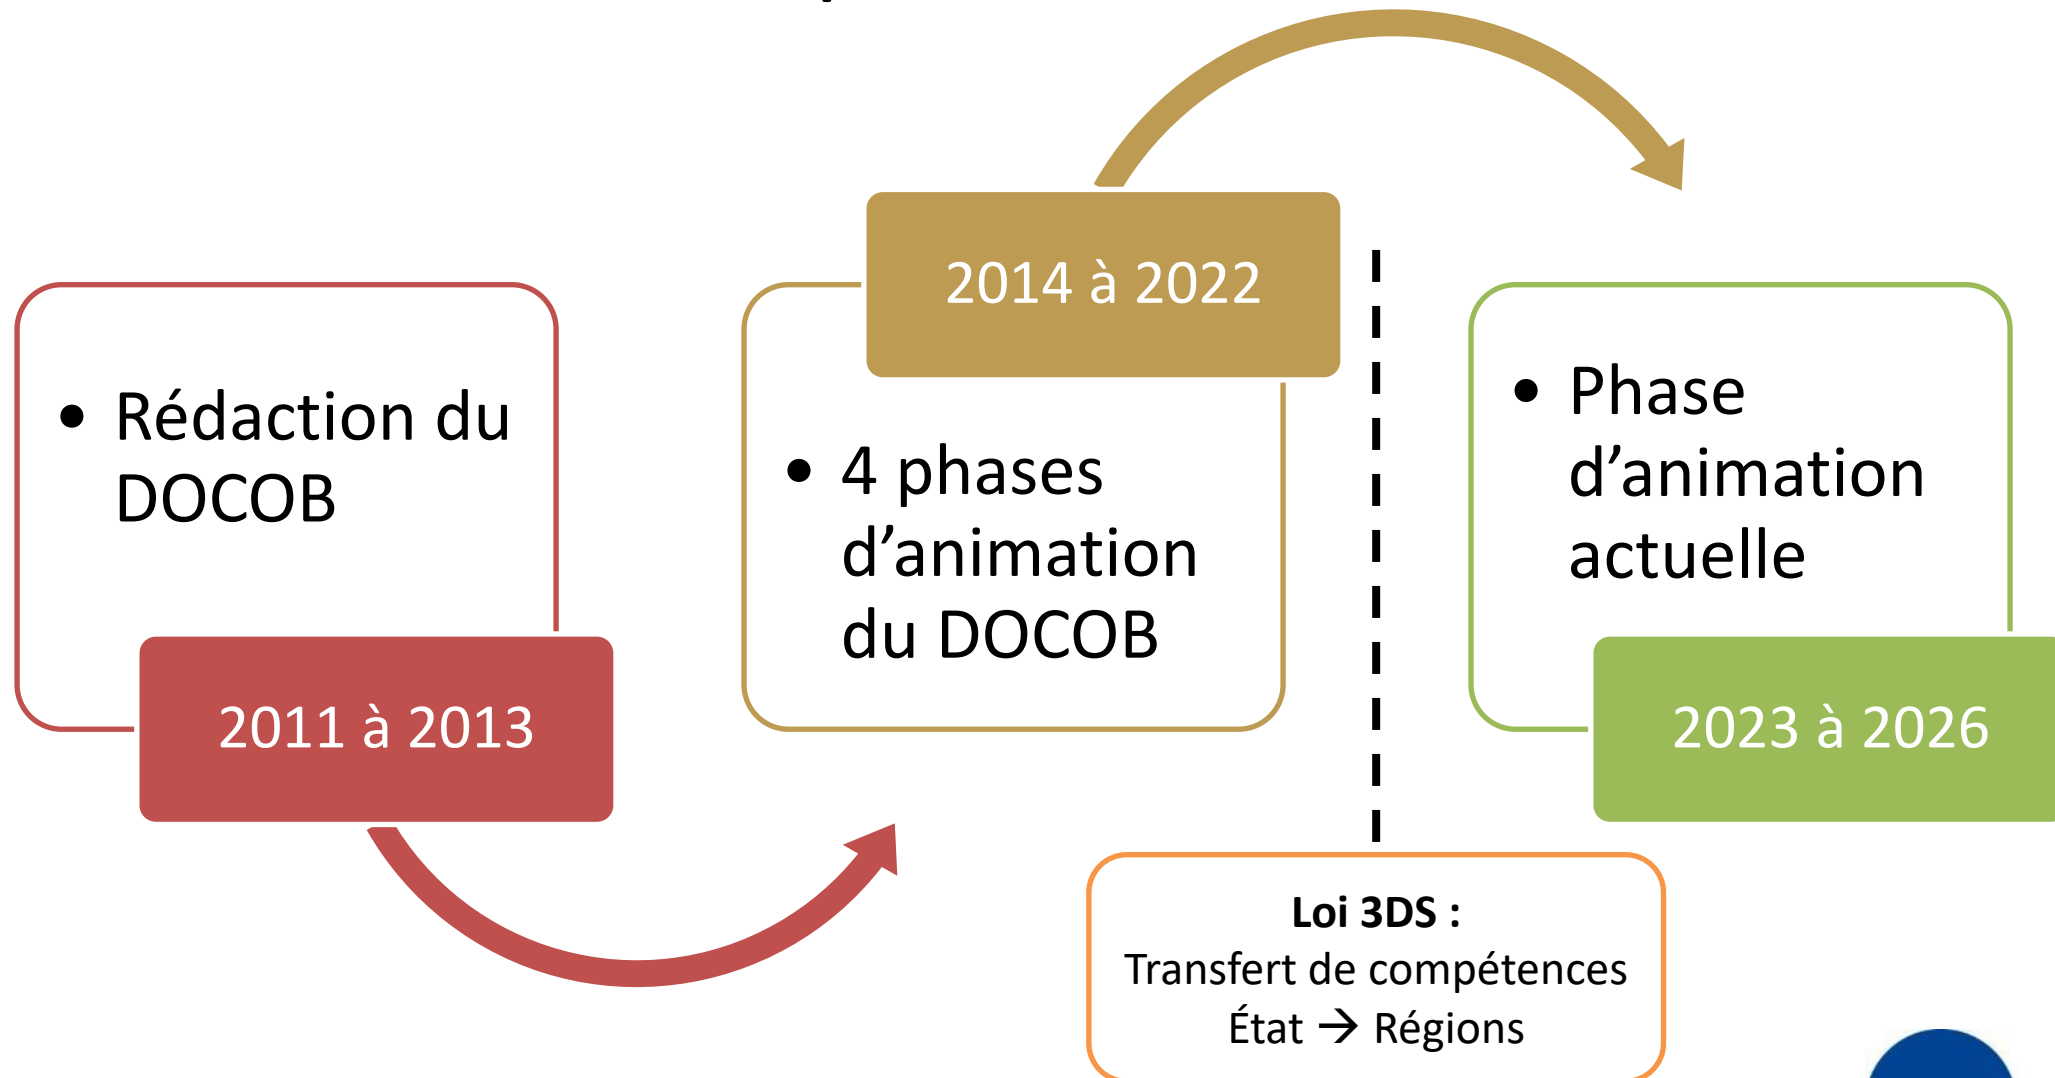 • Rédaction du
DOCOB
2011 à 2013
2014 à 2022
• 4 phases
d’animation
du DOCOB
• Phase
d’animation
actuelle
2023 à 2026
Loi 3DS :
Transfert de compétences
État → Régions